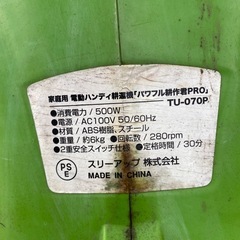 家庭用 電動ハンディ耕運機「パワフル耕作君PRO」
TU-070P
●消費電力/500W
●電源/AC100V 50/60Hz
●材質/ABS樹脂、スチール
●重量/約6kg ●回転数/280rpm
●2重安全スイッチ仕様 ●定格時間/30分
PS
E
スリーアップ 株式会社
MADE IN CHINA